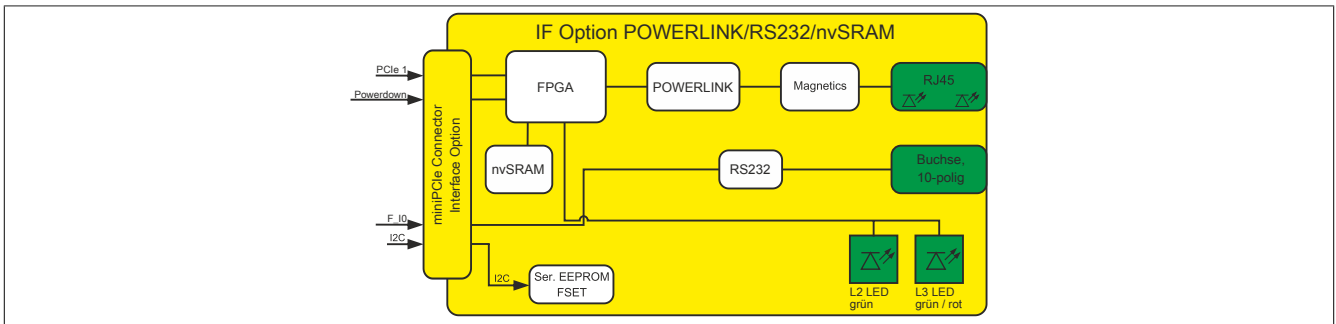 IF Option POWERLINK/RS232/nvSRAM
PCIe 1
Powerdown
F_I0
I2C
miniPCIe Connector
Interface Option
FPGA
POWERLINK
Magnetics
RJ45
nvSRAM
RS232
Buchse,
10-polig
I2C
Ser. EEPROM
FSET
L2 LED
grün
L3 LED
grün / rot